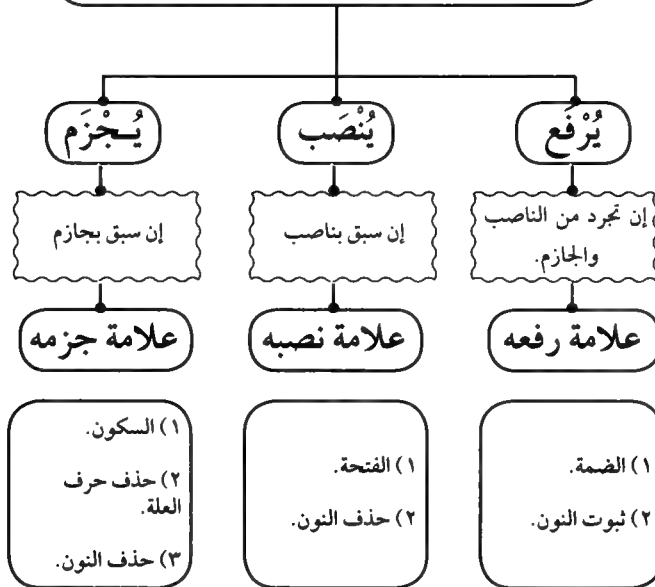 يُرْفَع
يُنْصَب
يُـجْزَم
إن تجرد من الناصب
والجازم.
إن سبق بناصب
إن سبق بجازم
علامة رفعه
علامة نصبه
علامة جزمه
١) الضمة.
٢) ثبوت النون.
١) الفتحة.
٢) حذف النون.
١) السكون.
٢) حذف حرف
العلة.
٣) حذف النون.